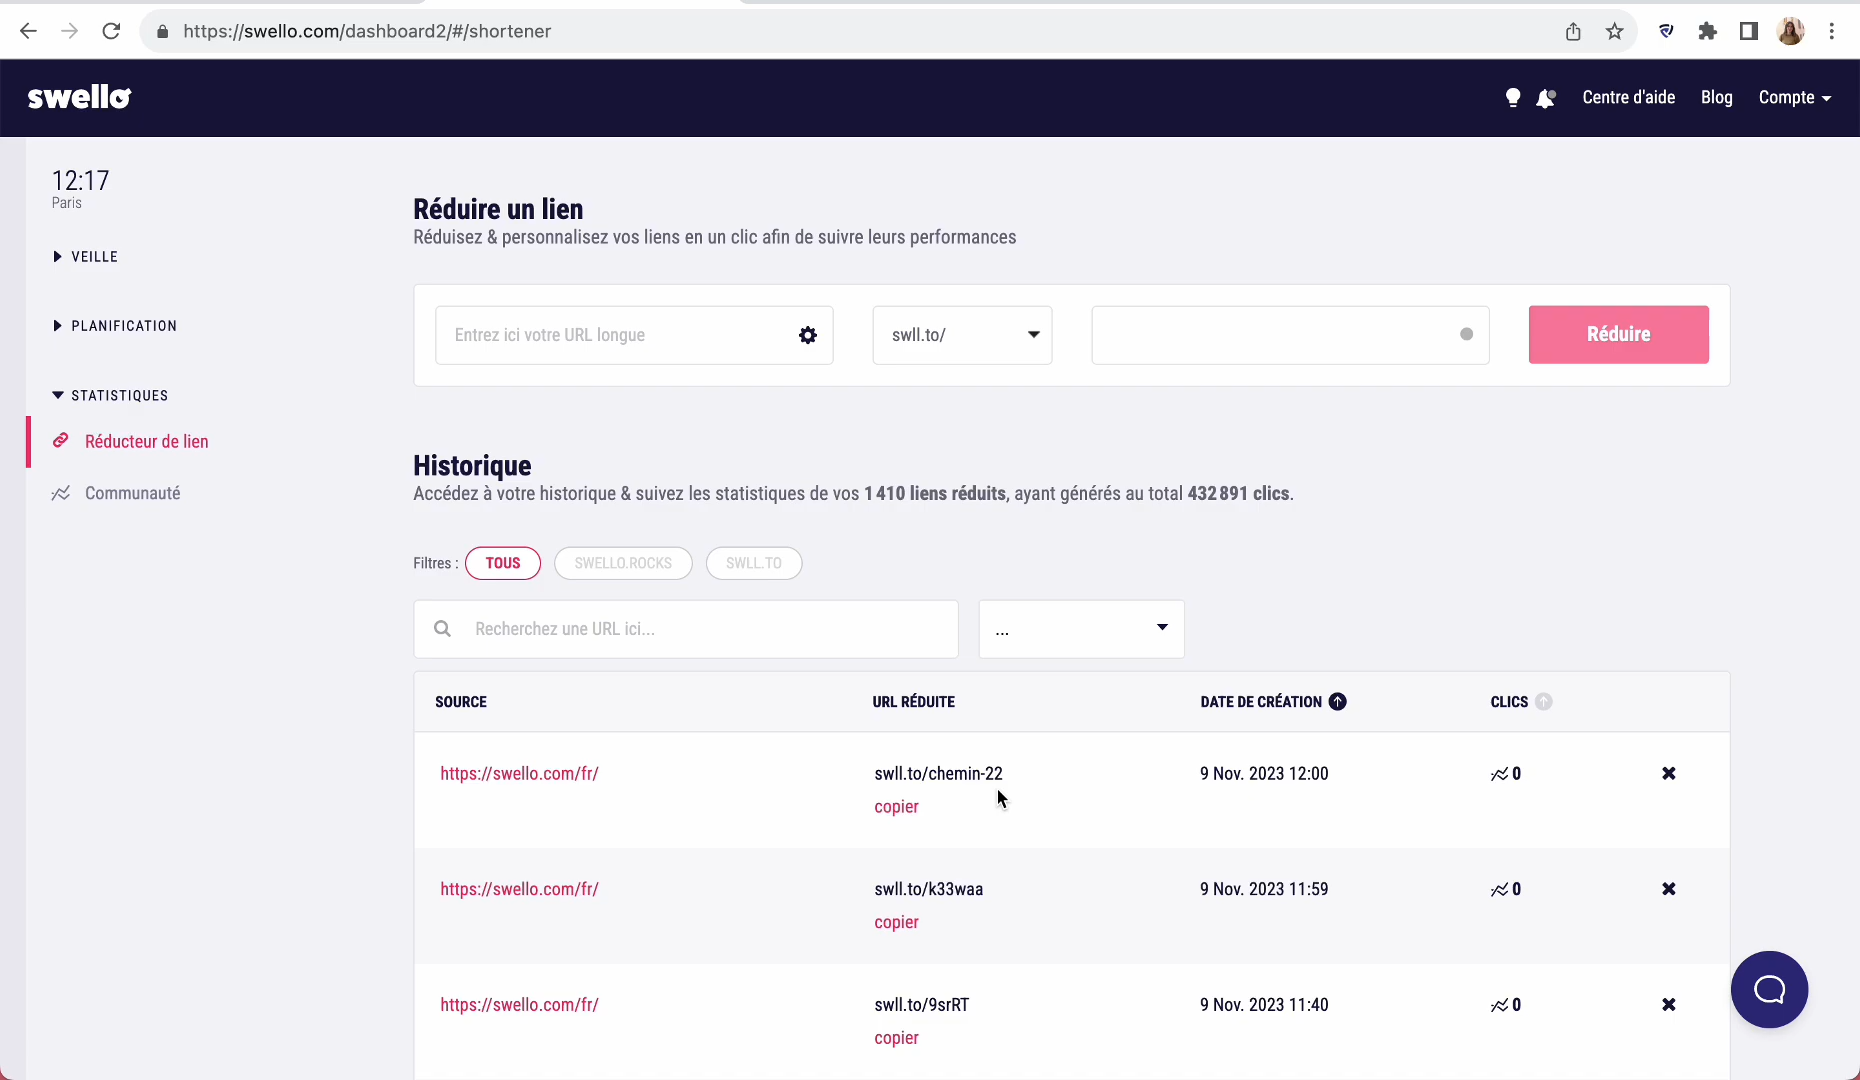 https://swello.com/dashboard2/#/shortener
swello
Centre d'aide
Blog
Compte
12:17
Paris
VEILLE
PLANIFICATION
STATISTIQUES
Réducteur de lien
Communauté
Réduire un lien
Réduisez & personnalisez vos liens en un clic afin de suivre leurs performances
Entrez ici votre URL longue
swll.to/
Réduire
Historique
Accédez à votre historique & suivez les statistiques de vos 1 410 liens réduits, ayant générés au total 432 891 clics.
Filtres : TOUS SWELLO.ROCKS SWLL.TO
Recherchez une URL ici...
...
SOURCE URL RÉDUITE DATE DE CRÉATION CLICS
https://swello.com/fr/ swll.to/chemin-22 9 Nov. 2023 12:00 0
copier
https://swello.com/fr/ swll.to/k33waa 9 Nov. 2023 11:59 0
copier
https://swello.com/fr/ swll.to/9srRT 9 Nov. 2023 11:40 0
copier